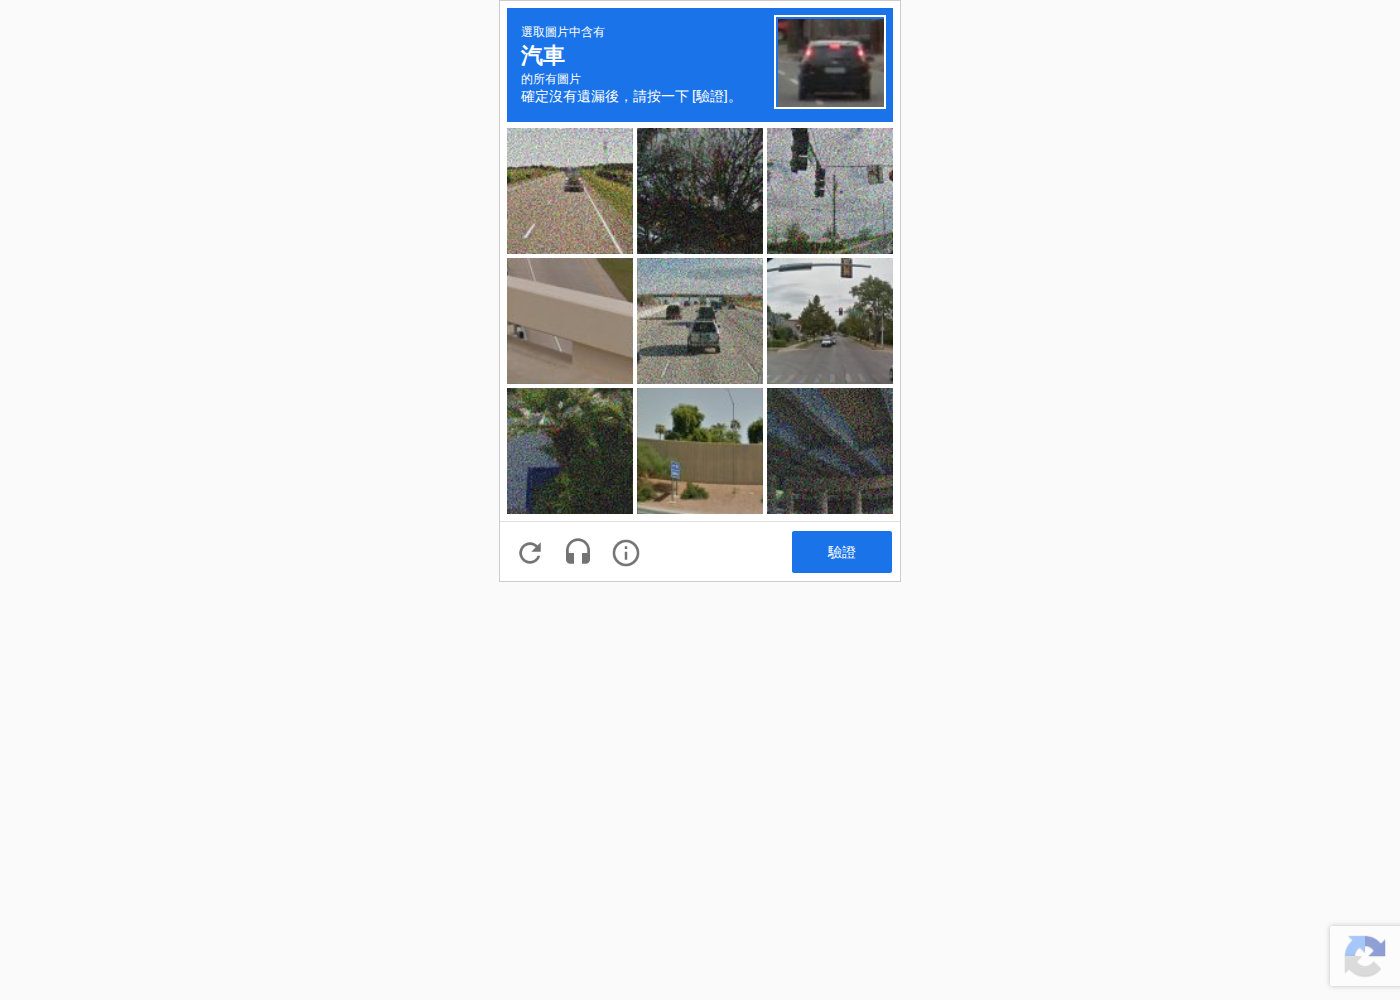 選取圖片中含有
汽車
的所有圖片
確定沒有遺漏後，請按一下 [驗證]。
驗證